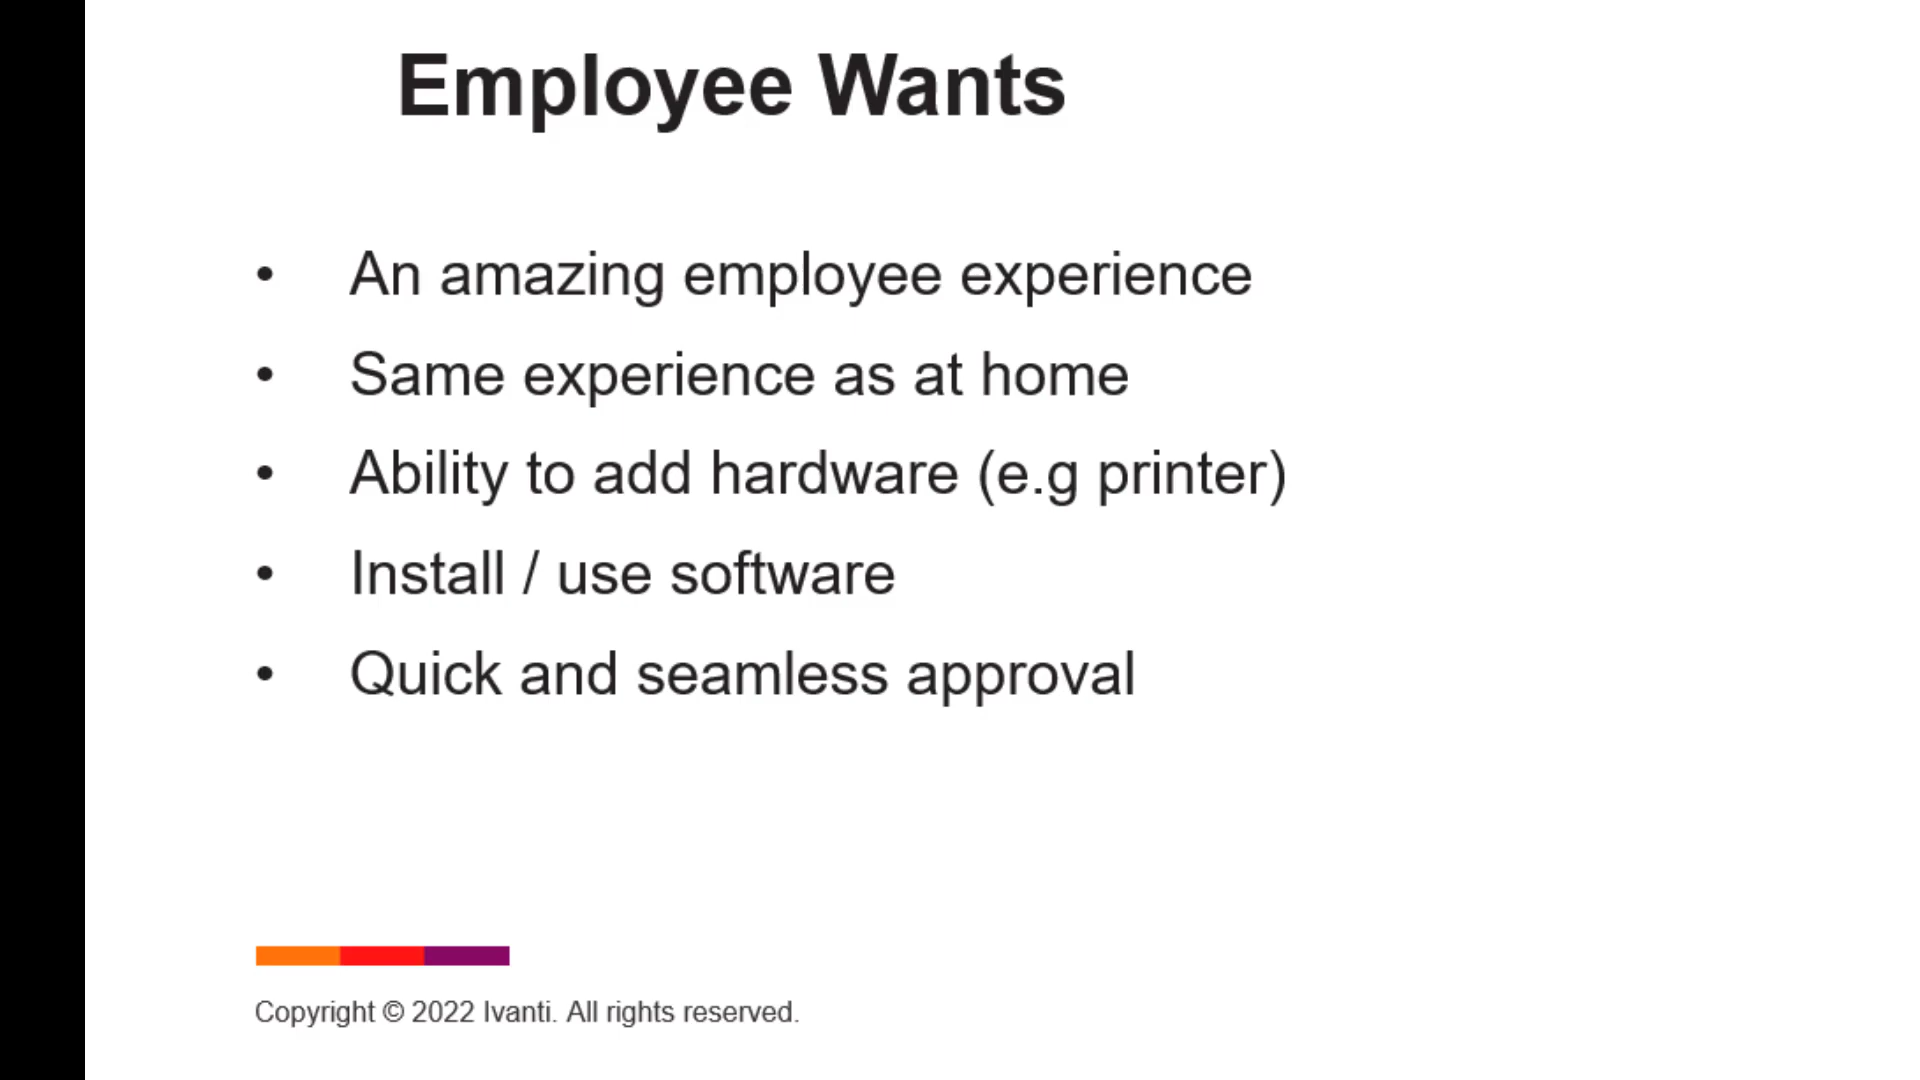 Employee Wants
• An amazing employee experience
• Same experience as at home
• Ability to add hardware (e.g printer)
• Install / use software
• Quick and seamless approval
Copyright © 2022 Ivanti. All rights reserved.